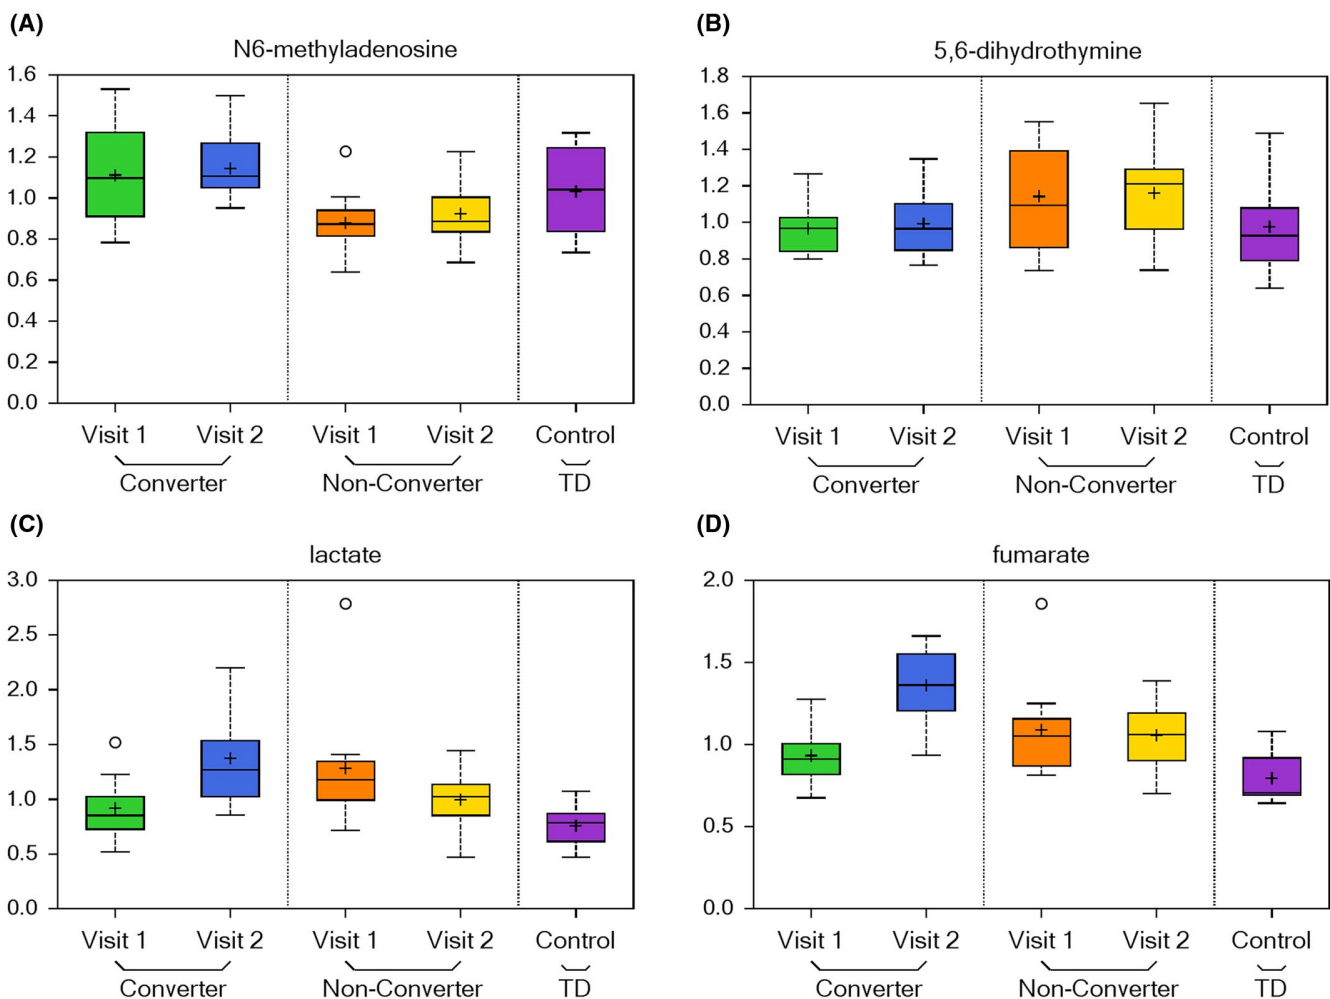 (A)
N6-methyladenosine
1.6
1.4
1.2
1.0
0.8
0.6
0.4
0.2
0.0
Visit 1 Visit 2 Visit 1 Visit 2 Control
Converter Non-Converter TD
(B)
5,6-dihydrothymine
1.8
1.6
1.4
1.2
1.0
0.8
0.6
0.4
0.2
0.0
Visit 1 Visit 2 Visit 1 Visit 2 Control
Converter Non-Converter TD
(C)
lactate
3.0
2.5
2.0
1.5
1.0
0.5
0.0
Visit 1 Visit 2 Visit 1 Visit 2 Control
Converter Non-Converter TD
(D)
fumarate
2.0
1.5
1.0
0.5
0.0
Visit 1 Visit 2 Visit 1 Visit 2 Control
Converter Non-Converter TD